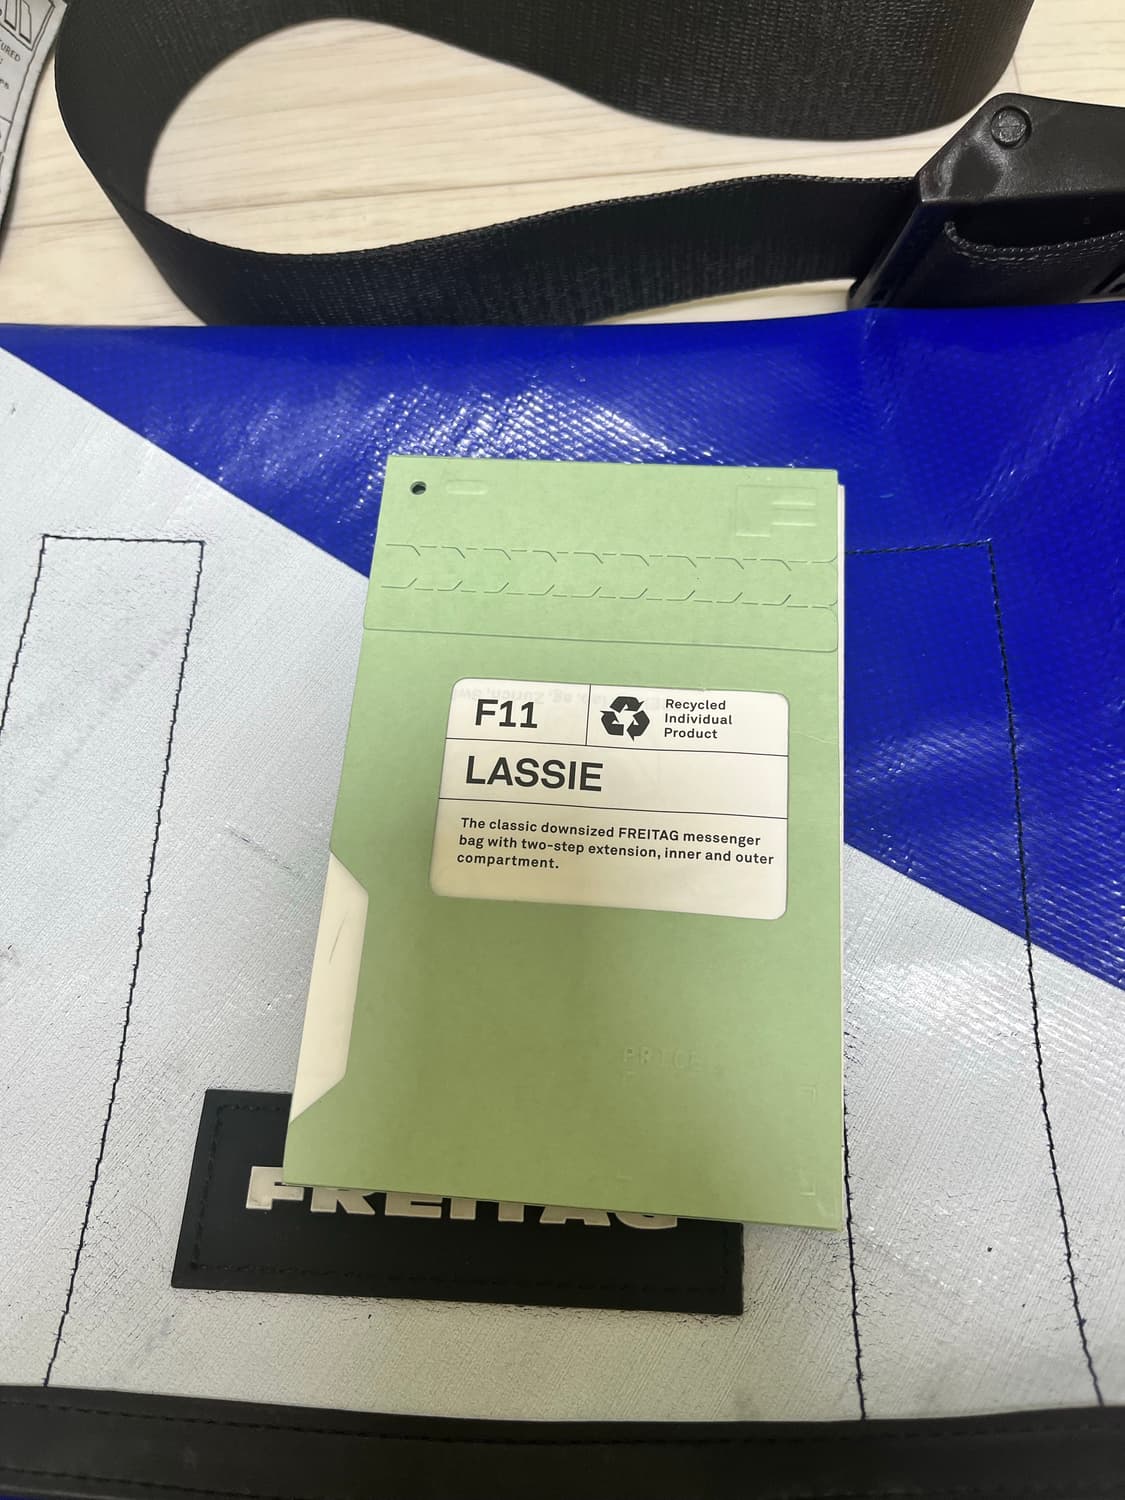 F11
Recycled
Individual
Product
LASSIE
The classic downsized FREITAG messenger
bag with two-step extension, inner and outer
compartment.
PRICE
FREITAG